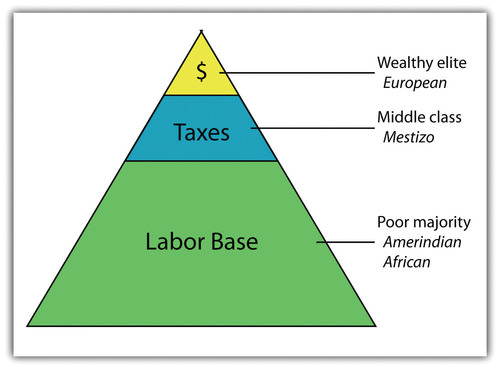 $
Wealthy elite
European
Taxes
Middle class
Mestizo
Labor Base
Poor majority
Amerindian
African